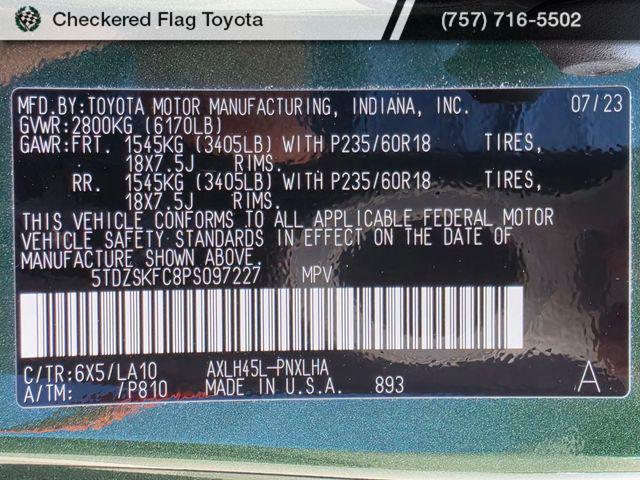 Checkered Flag Toyota
(757) 716-5502
MFD.BY:TOYOTA MOTOR MANUFACTURING, INDIANA, INC. 07/23
GVWR:2800KG (6170LB)
GAWR:FRT. 1545KG (3405LB) WITH P235/60R18 TIRES,
18X7.5J RIMS.
RR. 1545KG (3405LB) WITH P235/60R18 TIRES,
18X7.5J RIMS.
THIS VEHICLE CONFORMS TO ALL APPLICABLE FEDERAL MOTOR
VEHICLE SAFETY STANDARDS IN EFFECT ON THE DATE OF
MANUFACTURE SHOWN ABOVE.
5TDZSKFC8PS097227 MPV
C/TR:6X5/LA10 AXLH45L-PNXLHA
A/TM: /P810 MADE IN U.S.A. 893 A